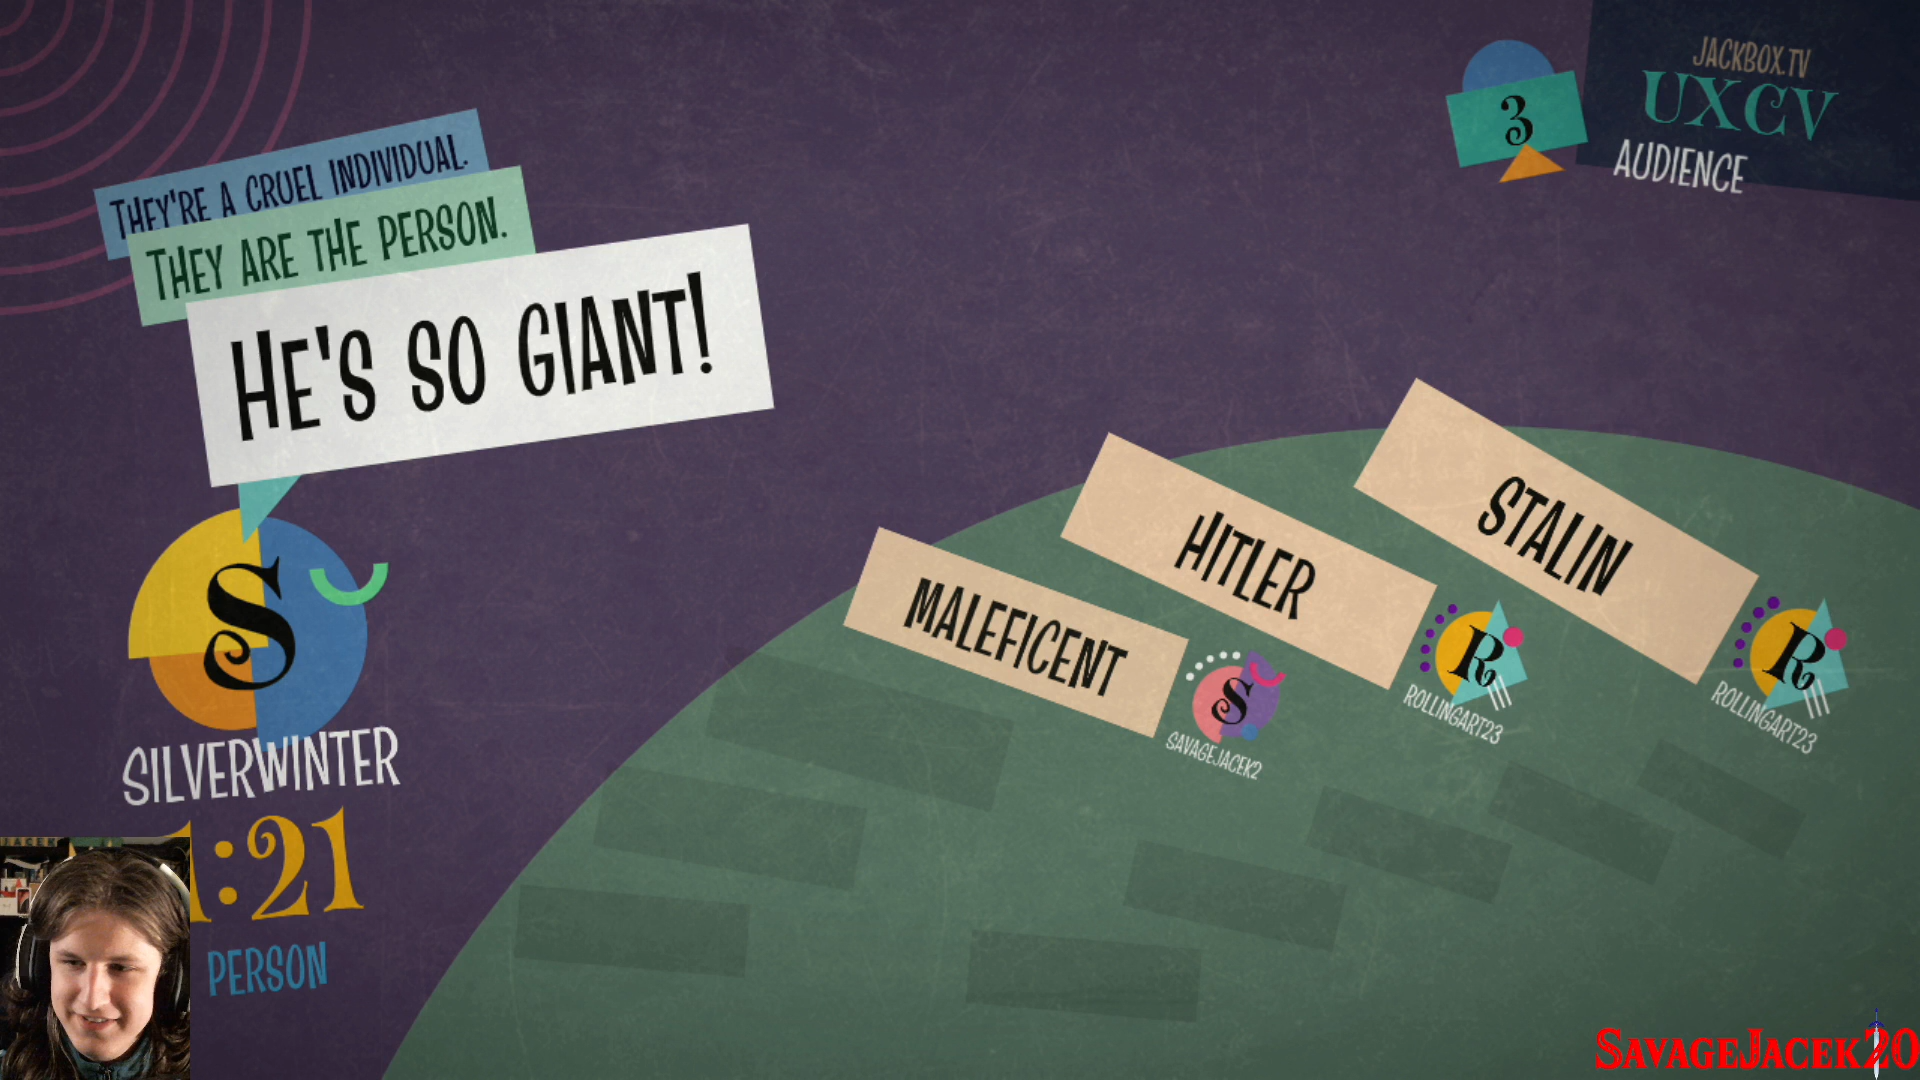 THEY'RE A CRUEL INDIVIDUAL.
THEY ARE THE PERSON.
HE'S SO GIANT!
3
JACKBOX.TV
UXCV
AUDIENCE
S
SILVERWINTER
1:21
PERSON
MALEFICENT
S
SAVAGEJACEK2
HITLER
R
ROLLINGART23
STALIN
R
ROLLINGART23
SAVAGEJACEK20